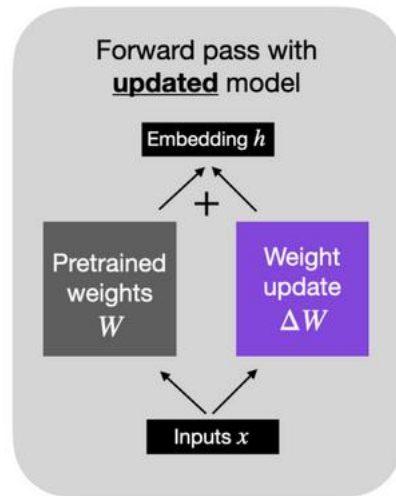 Forward pass with
updated model
Embedding h
+
Pretrained
weights
W
Weight
update
ΔW
Inputs x